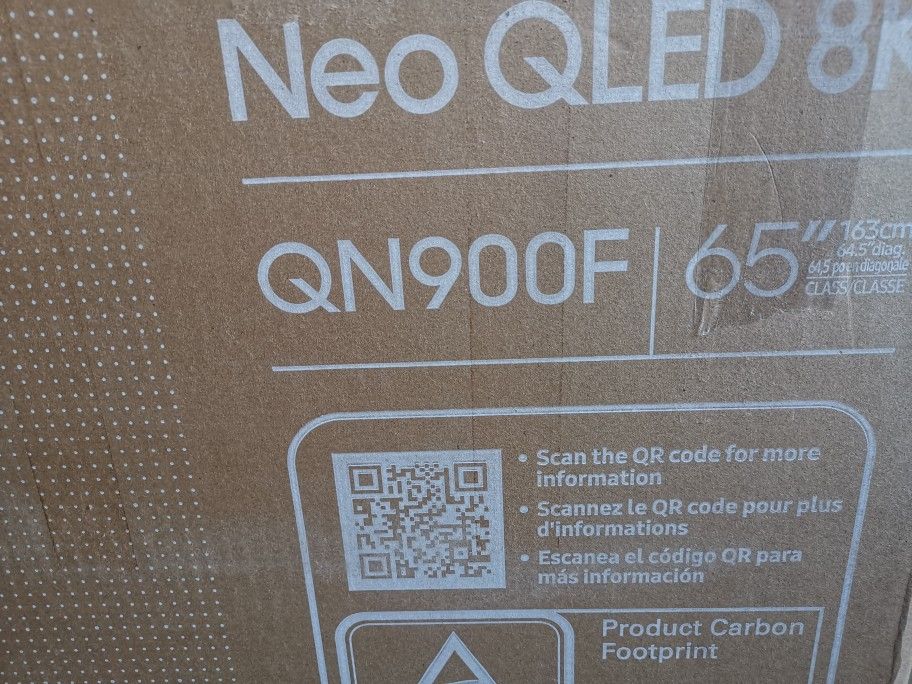 Neo QLED 8K
QN900F
65″
163cm
64.5″diag.
64,5 po en diagonale
CLASS/CLASSE
• Scan the QR code for more
information
• Scannez le QR code pour plus
d'informations
• Escanea el código QR para
más información
Product Carbon
Footprint